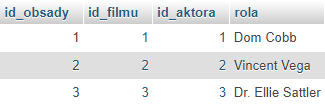 id_obsady id_filmu id_aktora rola
1 1 1 Dom Cobb
2 2 2 Vincent Vega
3 3 3 Dr. Ellie Sattler